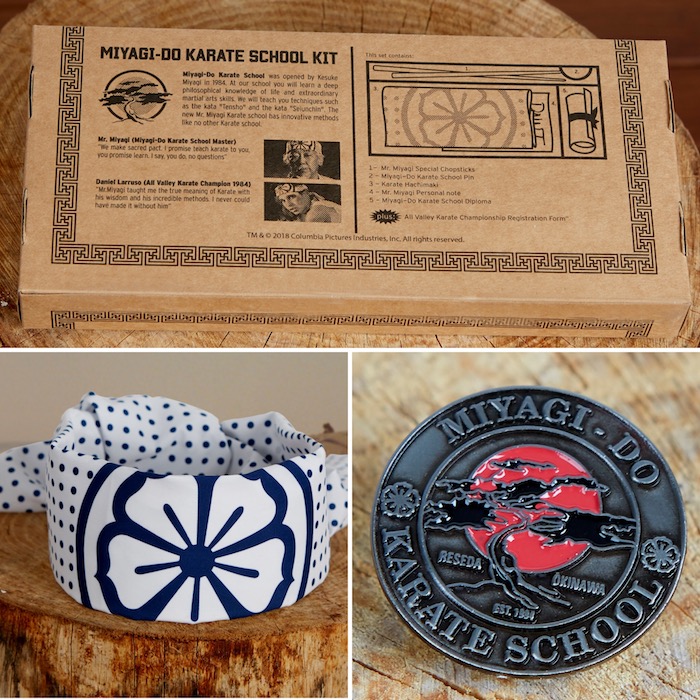 MIYAGI-DO KARATE SCHOOL KIT
Miyagi-Do Karate School was opened by Kesuke
Miyagi in 1984. At our school you will learn a deep
philosophical knowledge of life and extraordinary
martial arts skills. We will teach you techniques such
as the kata "Tensho" and the kata "Siriunchin". The
new Mr. Miyagi Karate school has innovative methods
like no other Karate school.
Mr. Miyagi (Miyagi-Do Karate School Master)
"We make sacred pact. I promise teach karate to you,
you promise learn. I say, you do, no questions"
Daniel Larruso (All Valley Karate Champion 1984)
"Mr.Miyagi taught me the true meaning of Karate with
his wisdom and his incredible methods. I never could
have made it without him"
This set contains:
1
2
3
4
5
1- Mr. Miyagi Special Chopsticks
2 - Miyagi-Do Karate School Pin
3 - Karate Hachimaki
4 - Mr. Miyagi Personal note
5 - Miyagi-Do Karate School Diploma
plus: All Valley Karate Championship Registration Form"
TM & © 2018 Columbia Pictures Industries, Inc. All rights reserved.
MIYAGI - DO
RESEDA
OKINAWA
EST. 1984
KARATE SCHOOL